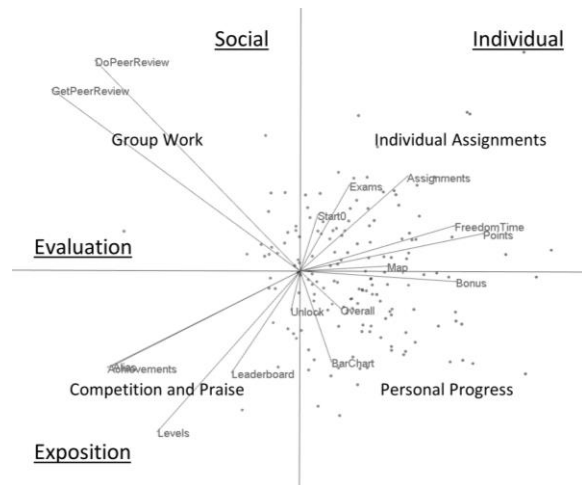 Social
Individual
DoPeerReview
GetPeerReview
Group Work
Individual Assignments
Exams
Assignments
Start0
FreedomTime
Points
Evaluation
Map
Bonus
Unlock
Overall
BarChart
Alias
Achievements
Leaderboard
Competition and Praise
Personal Progress
Levels
Exposition